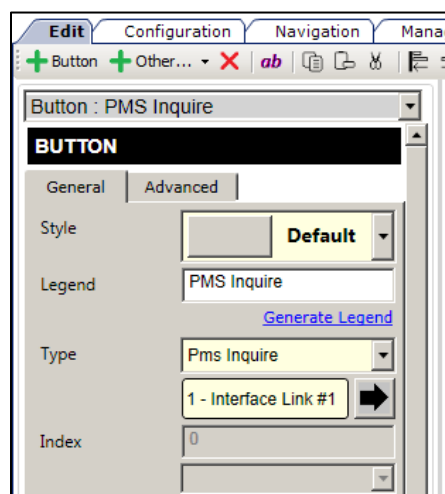 Edit Configuration Navigation Mana
Button Other... ab
Button : PMS Inquire
BUTTON
General Advanced
Style Default
Legend PMS Inquire
Generate Legend
Type Pms Inquire
1 - Interface Link #1
Index 0